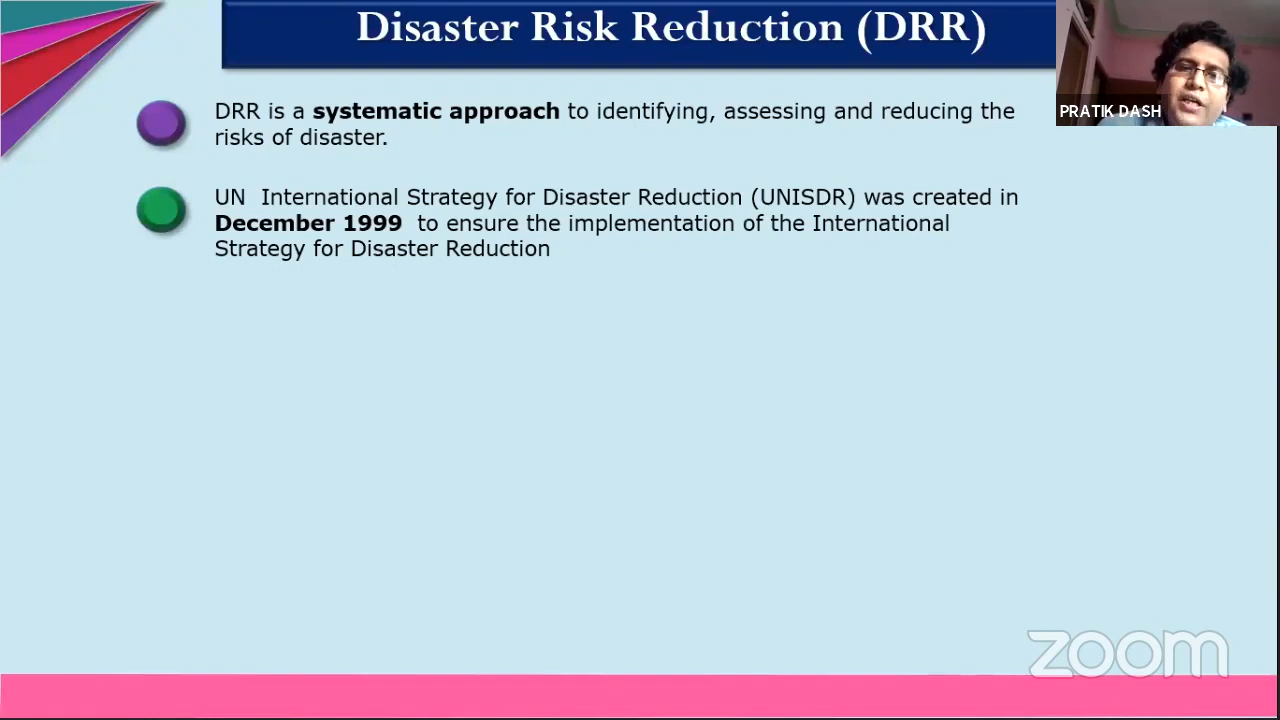 Disaster Risk Reduction (DRR)
PRATIK DASH
DRR is a systematic approach to identifying, assessing and reducing the
risks of disaster.
UN International Strategy for Disaster Reduction (UNISDR) was created in
December 1999 to ensure the implementation of the International
Strategy for Disaster Reduction
zoom